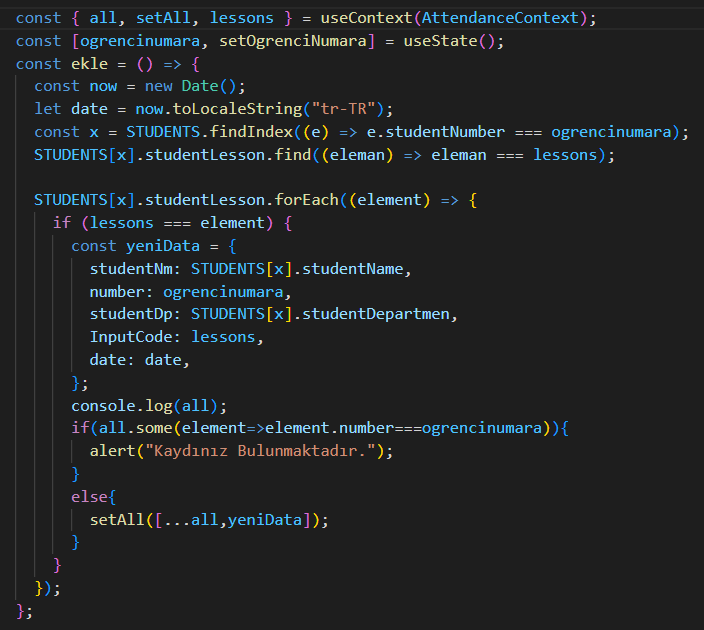 const { all, setAll, lessons } = useContext(AttendanceContext);
const [ogrencinumara, setOgrenciNumara] = useState();
const ekle = () => {
  const now = new Date();
  let date = now.toLocaleString("tr-TR");
  const x = STUDENTS.findIndex((e) => e.studentNumber === ogrencinumara);
  STUDENTS[x].studentLesson.find((eleman) => eleman === lessons);

  STUDENTS[x].studentLesson.forEach((element) => {
    if (lessons === element) {
      const yeniData = {
        studentNm: STUDENTS[x].studentName,
        number: ogrencinumara,
        studentDp: STUDENTS[x].studentDepartmen,
        InputCode: lessons,
        date: date,
      };
      console.log(all);
      if(all.some(element=>element.number===ogrencinumara)){
        alert("Kaydınız Bulunmaktadır.");
      }
      else{
        setAll([...all,yeniData]);
      }
    }
  });
};